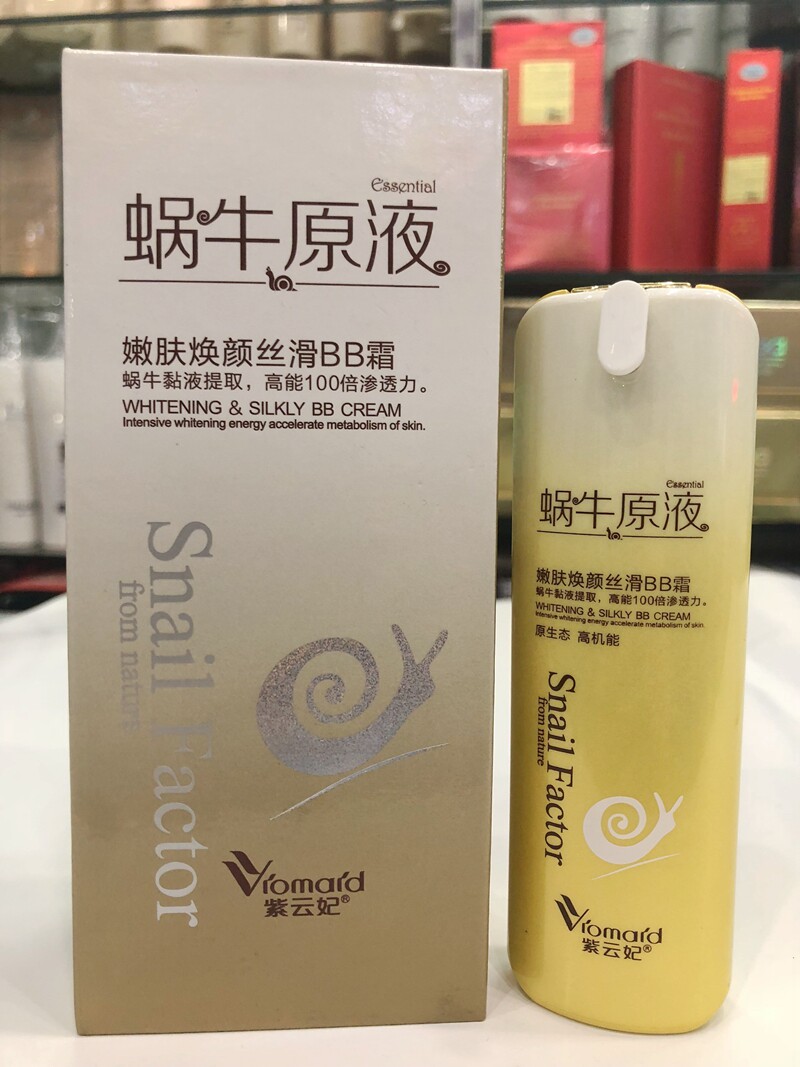 Essential
蜗牛原液
嫩肤焕颜丝滑BB霜
蜗牛黏液提取，高能100倍渗透力。
WHITENING & SILKLY BB CREAM
Intensive whitening energy accelerate metabolism of skin.
Snail Factor
from nature
Vromard
紫云妃®
Essential
蜗牛原液
嫩肤焕颜丝滑BB霜
蜗牛黏液提取，高能100倍渗透力。
WHITENING & SILKLY BB CREAM
Intensive whitening energy accelerate metabolism of skin.
原生态 高机能
Snail Factor
from nature
Vromard
紫云妃®